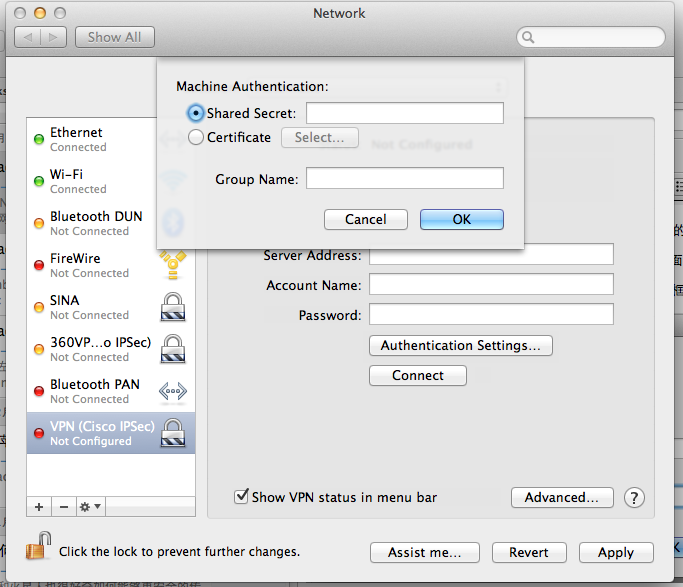 Network
Show All
Machine Authentication:
Shared Secret:
Certificate
Select...
Group Name:
Cancel
OK
Ethernet
Connected
Wi-Fi
Connected
Bluetooth DUN
Not Connected
FireWire
Not Connected
SINA
Not Connected
360VP...o IPSec)
Not Connected
Bluetooth PAN
Not Connected
VPN (Cisco IPSec)
Not Configured
Not Configured
Server Address:
Account Name:
Password:
Authentication Settings...
Connect
Show VPN status in menu bar
Advanced...
?
Click the lock to prevent further changes.
Assist me...
Revert
Apply